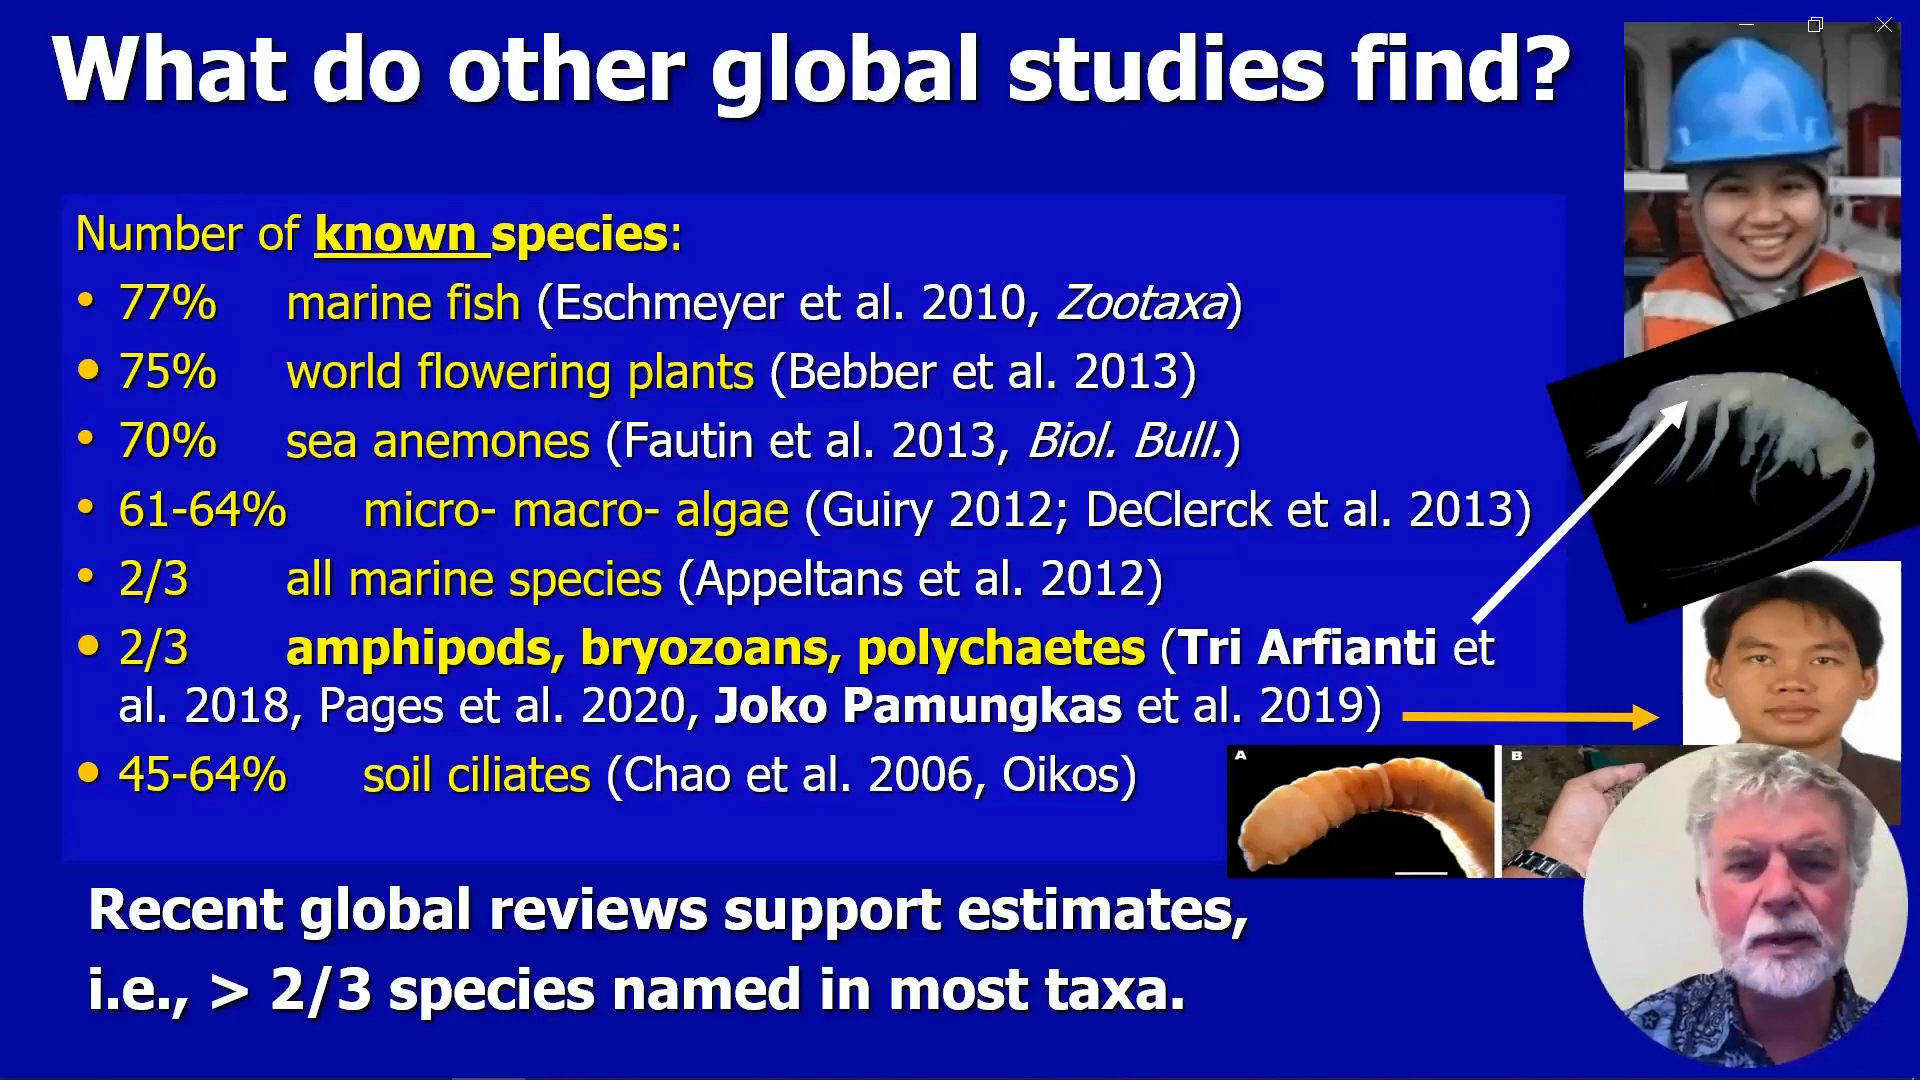 What do other global studies find?
Number of known species:
• 77% marine fish (Eschmeyer et al. 2010, Zootaxa)
• 75% world flowering plants (Bebber et al. 2013)
• 70% sea anemones (Fautin et al. 2013, Biol. Bull.)
• 61-64% micro- macro- algae (Guiry 2012; DeClerck et al. 2013)
• 2/3 all marine species (Appeltans et al. 2012)
• 2/3 amphipods, bryozoans, polychaetes (Tri Arfianti et
al. 2018, Pages et al. 2020, Joko Pamungkas et al. 2019)
• 45-64% soil ciliates (Chao et al. 2006, Oikos)
A
B
Recent global reviews support estimates,
i.e., > 2/3 species named in most taxa.